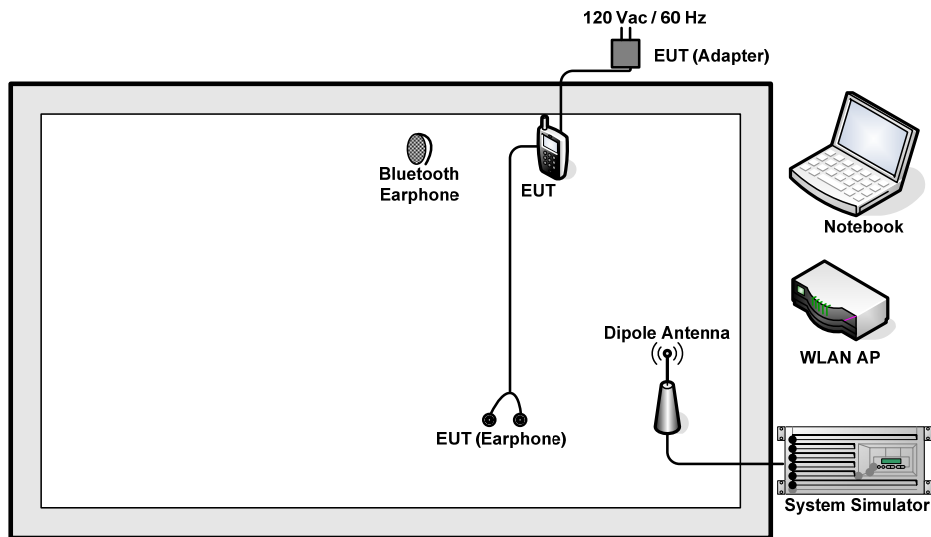 120 Vac / 60 Hz
EUT (Adapter)
Bluetooth
Earphone
EUT
Notebook
Dipole Antenna
WLAN AP
EUT (Earphone)
System Simulator